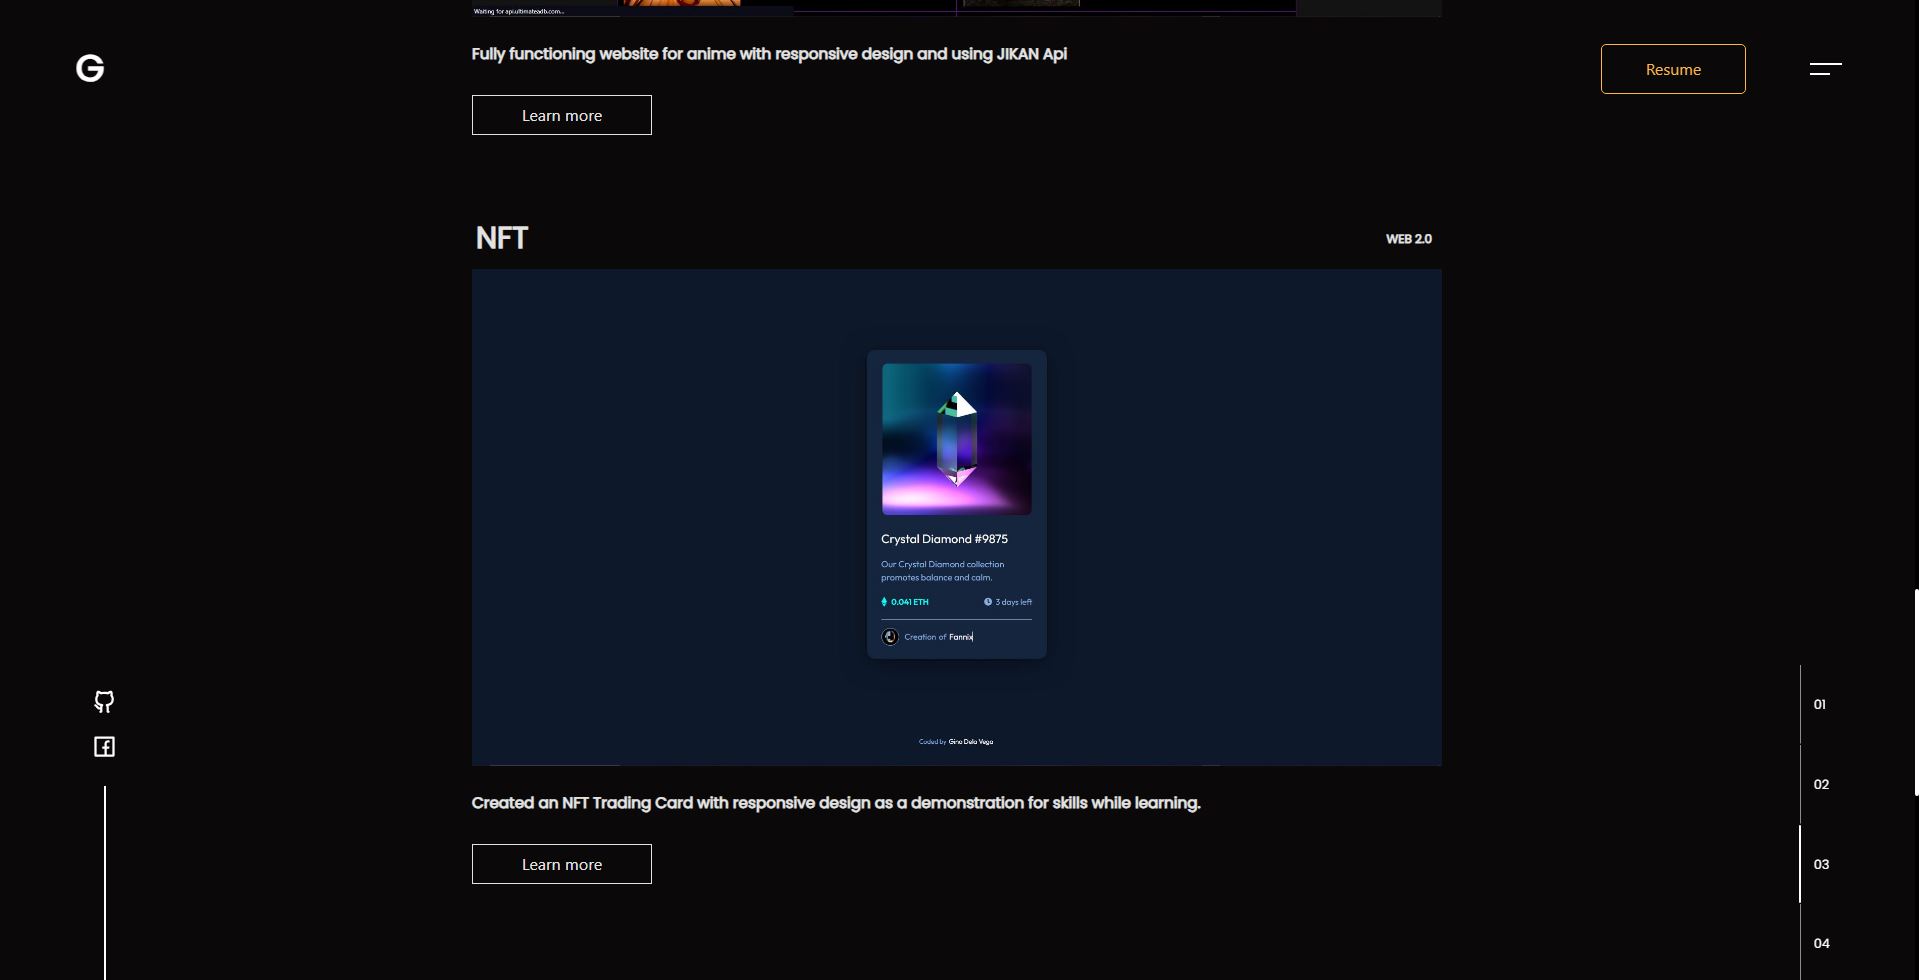 Waiting for api.ultimateadb.com...
Fully functioning website for anime with responsive design and using JIKAN Api
G
Resume
Learn more
NFT
WEB 2.0
Crystal Diamond #9875
Our Crystal Diamond collection
promotes balance and calm.
0.041 ETH
3 days left
Creation of Fannix
Coded by Gino Dela Vega
01
02
Created an NFT Trading Card with responsive design as a demonstration for skills while learning.
Learn more
03
04